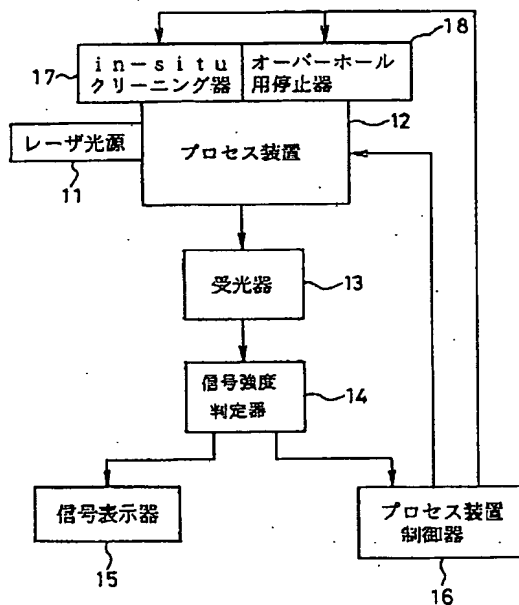 18
17
in-situ
クリーニング器
オーバーホール
用停止器
12
レーザ光源
プロセス装置
11
受光器
13
信号強度
判定器
14
信号表示器
プロセス装置
制御器
15
16